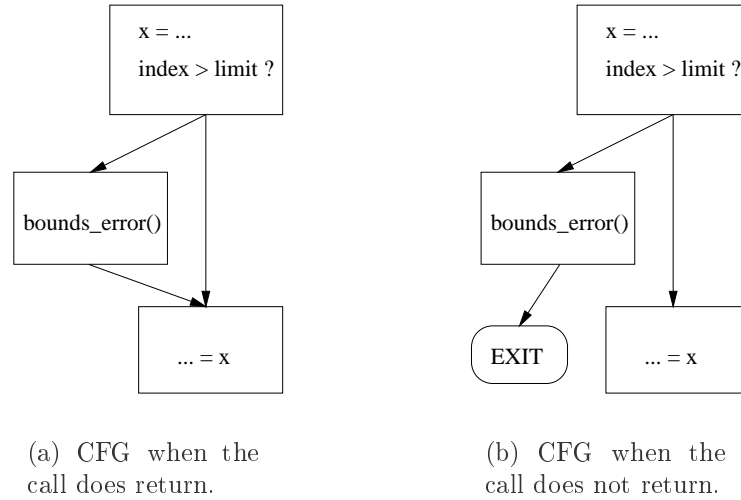 x = ...
index > limit ?
bounds_error()
... = x
(a) CFG when the
call does return.
x = ...
index > limit ?
bounds_error()
EXIT
... = x
(b) CFG when the
call does not return.